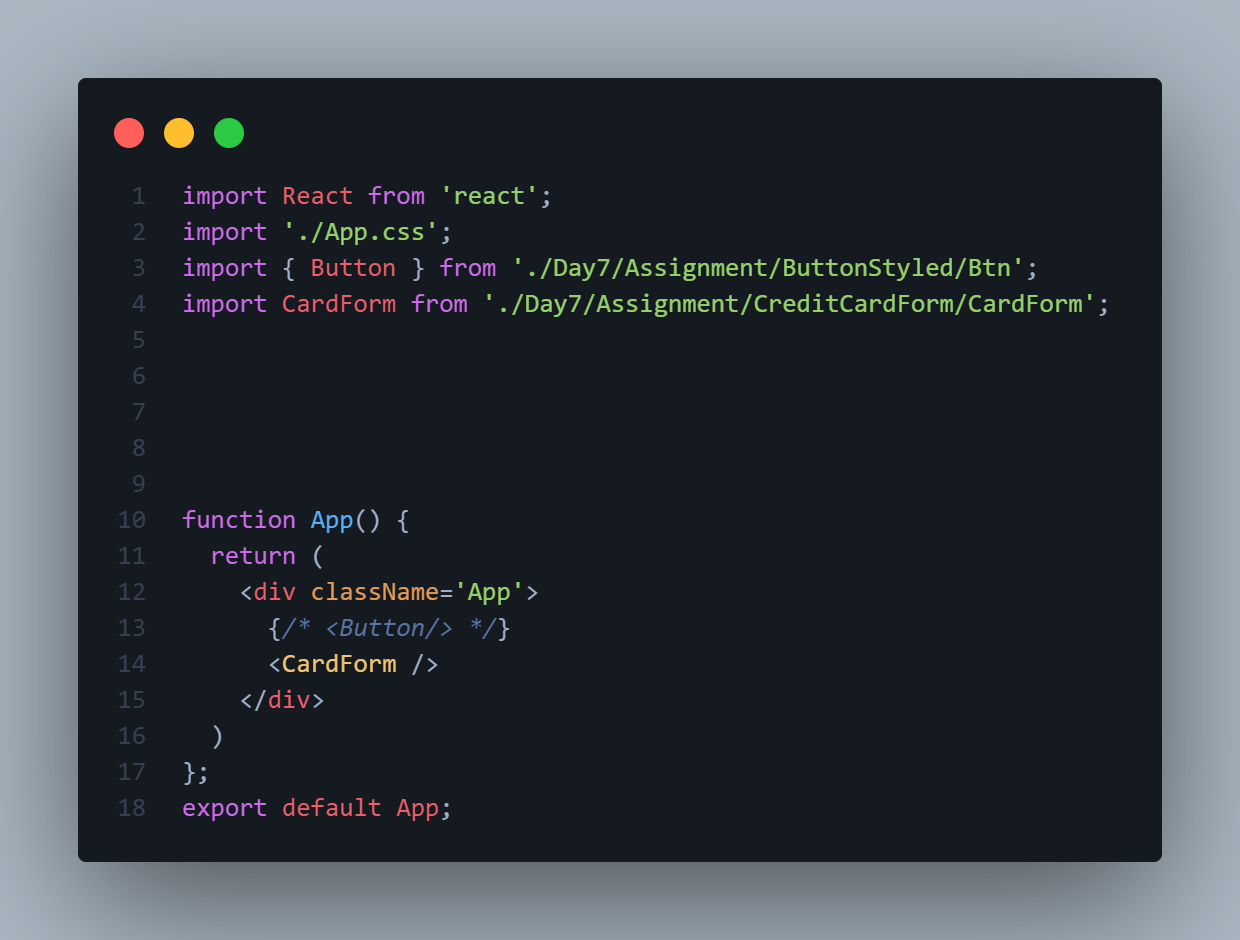 1 import React from 'react';
2 import './App.css';
3 import { Button } from './Day7/Assignment/ButtonStyled/Btn';
4 import CardForm from './Day7/Assignment/CreditCardForm/CardForm';
5
6
7
8
9
10 function App() {
11   return (
12     <div className='App'>
13       {/* <Button/> */}
14       <CardForm />
15     </div>
16   )
17 };
18 export default App;